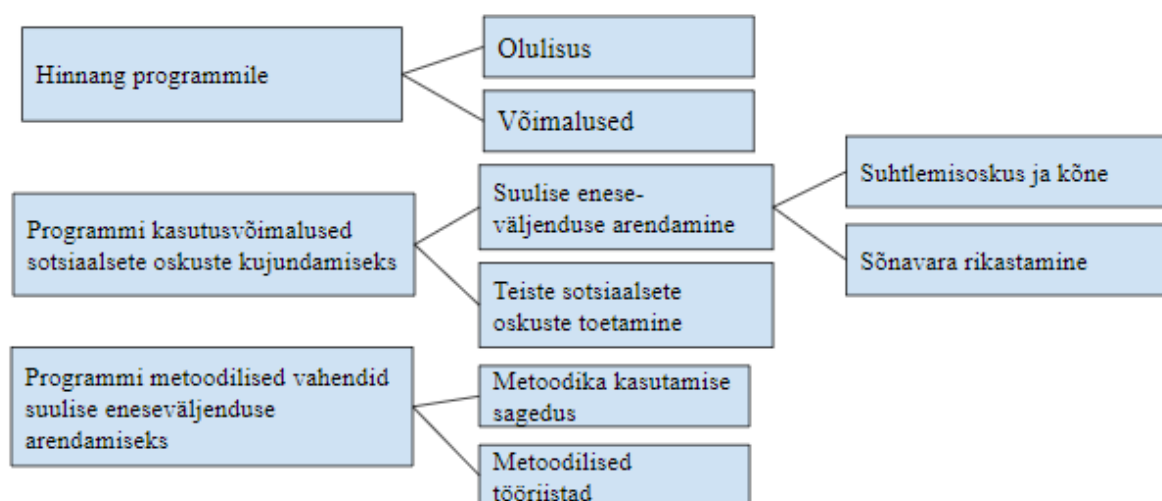 Hinnang programmile
Olulisus
Võimalused
Programmi kasutusvõimalused
sotsiaalsete oskuste kujundamiseks
Suulise enese-
väljenduse arendamine
Suhtlemisoskus ja kõne
Sõnavara rikastamine
Teiste sotsiaalsete
oskuste toetamine
Programmi metoodilised vahendid
suulise eneseväljenduse
arendamiseks
Metoodika kasutamise
sagedus
Metoodilised
tööriistad